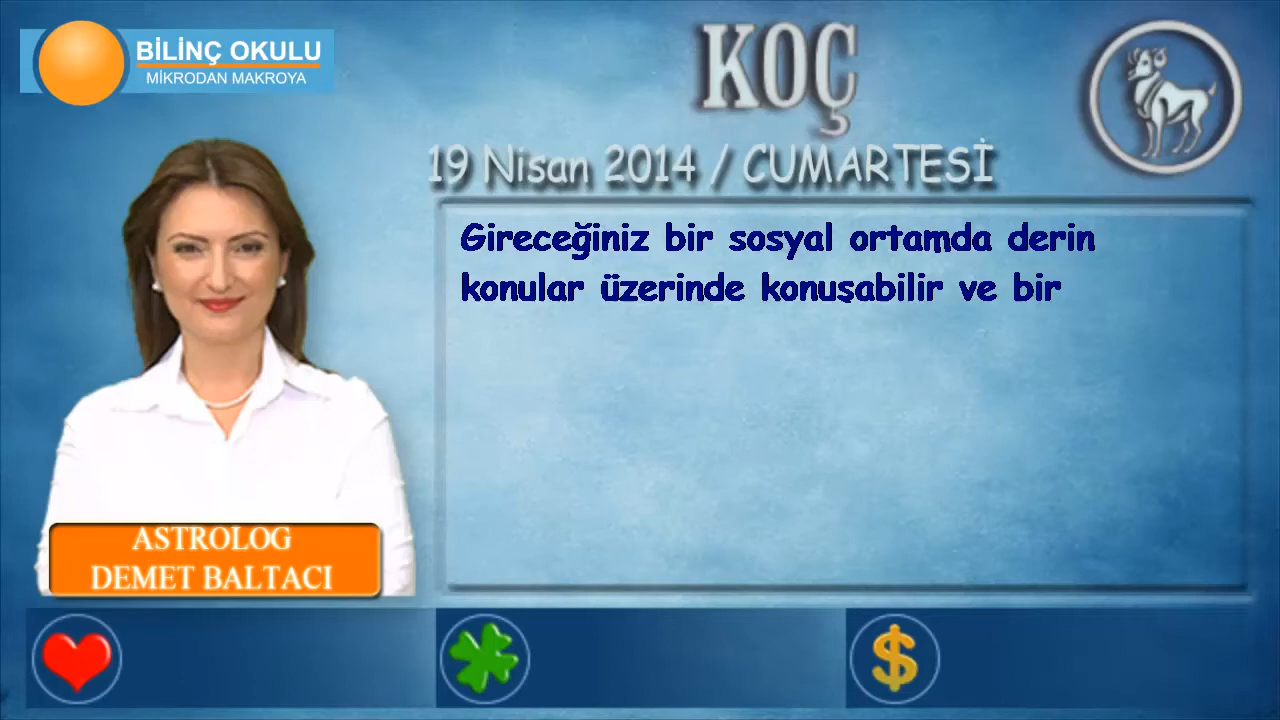 BİLİNÇ OKULU
MİKRODAN MAKROYA
KOÇ
19 Nisan 2014 / CUMARTESİ
Gireceğiniz bir sosyal ortamda derin
konular üzerinde konuşabilir ve bir
ASTROLOG
DEMET BALTACI